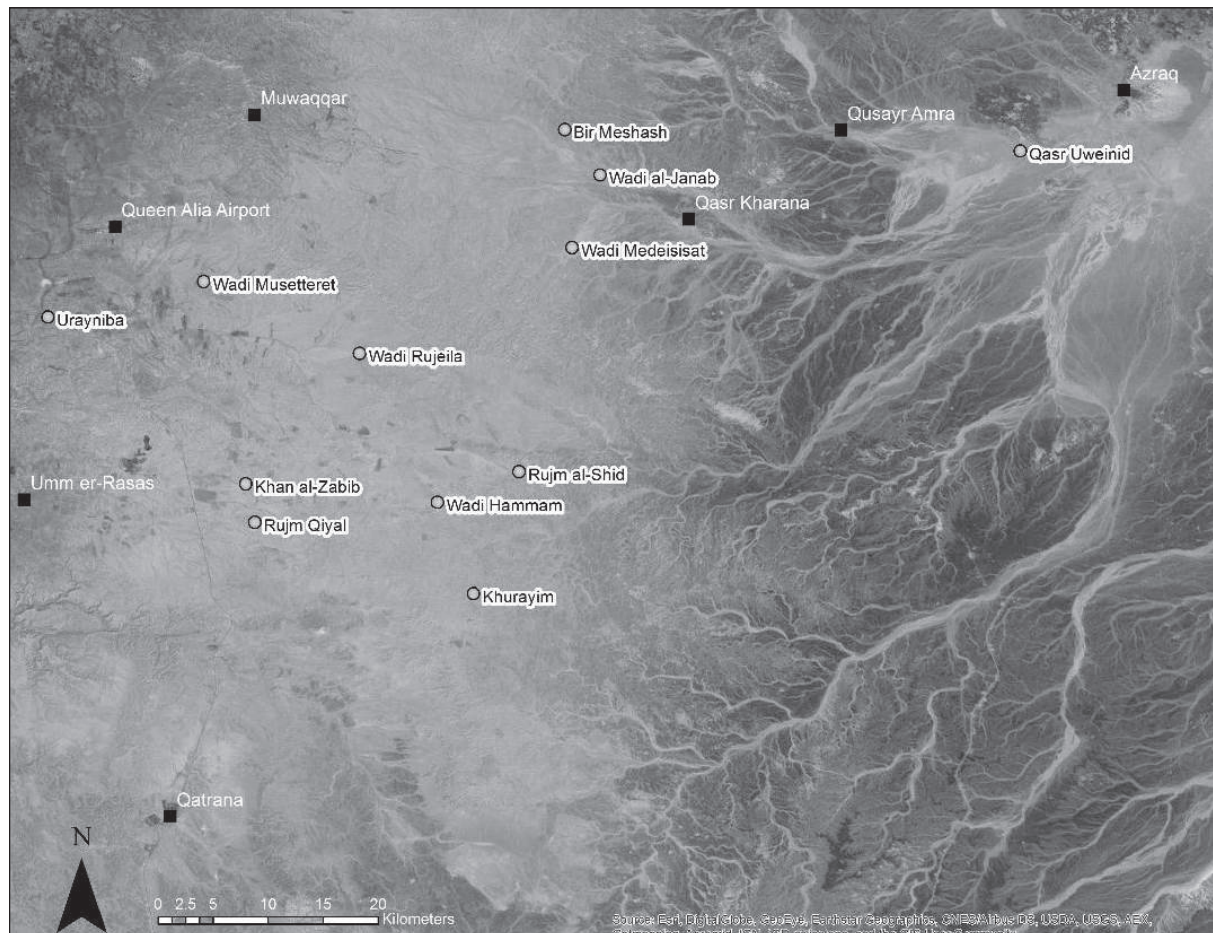 Azraq
Muwaqqar
Qusayr Amra
Bir Meshash
Qasr Uweinid
Wadi al-Janab
Queen Alia Airport
Qasr Kharana
Wadi Medeisisat
Wadi Musetteret
Urayniba
Wadi Rujeila
Rujm al-Shid
Umm er-Rasas
Khan al-Zabib
Wadi Hammam
Rujm Qiyal
Khurayim
Qatrana
N
0 2.5 5 10 15 20
Kilometers
Source: Esri, DigitalGlobe, GeoEye, Earthstar Geographics, CNES/Airbus DS, USDA, USGS, AEX,